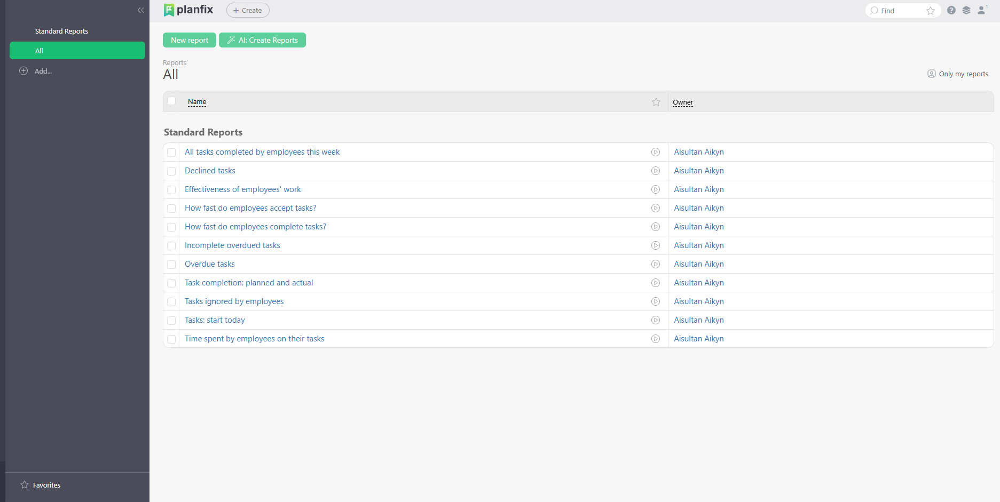 planfix
Create
Find
1
Standard Reports
All
Add...
Favorites
New report
AI: Create Reports
Reports
All
Only my reports
Name
Owner
Standard Reports
All tasks completed by employees this week
Aisultan Aikyn
Declined tasks
Aisultan Aikyn
Effectiveness of employees' work
Aisultan Aikyn
How fast do employees accept tasks?
Aisultan Aikyn
How fast do employees complete tasks?
Aisultan Aikyn
Incomplete overdued tasks
Aisultan Aikyn
Overdue tasks
Aisultan Aikyn
Task completion: planned and actual
Aisultan Aikyn
Tasks ignored by employees
Aisultan Aikyn
Tasks: start today
Aisultan Aikyn
Time spent by employees on their tasks
Aisultan Aikyn